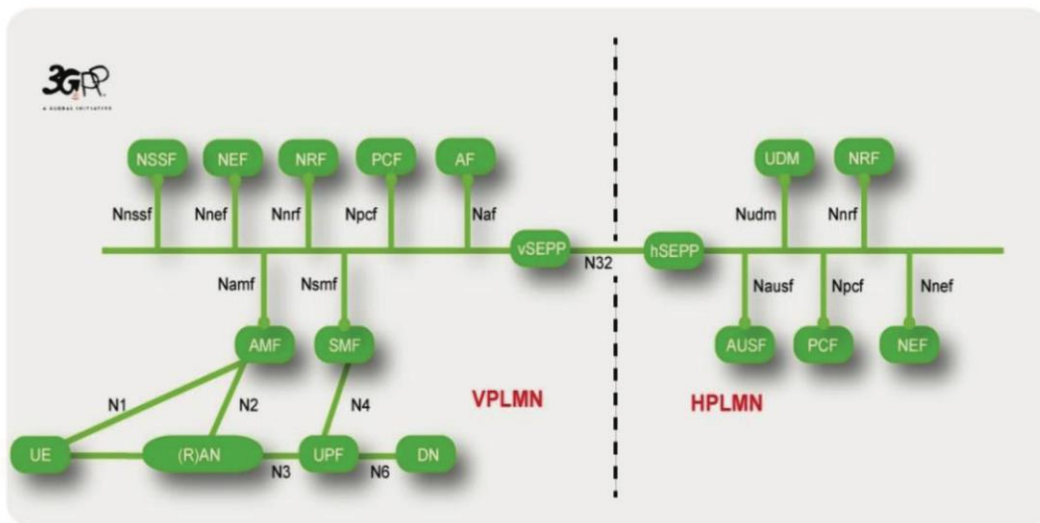 3GPP
A GLOBAL INITIATIVE
NSSF NEF NRF PCF AF UDM NRF
Nnssf Nnef Nnrf Npcf Naf Nudm Nnrf
vSEPP N32 hSEPP
Namf Nsmf Nausf Npcf Nnef
AMF SMF AUSF PCF NEF
N1 N2 N4 VPLMN HPLMN
UE (R)AN N3 UPF N6 DN